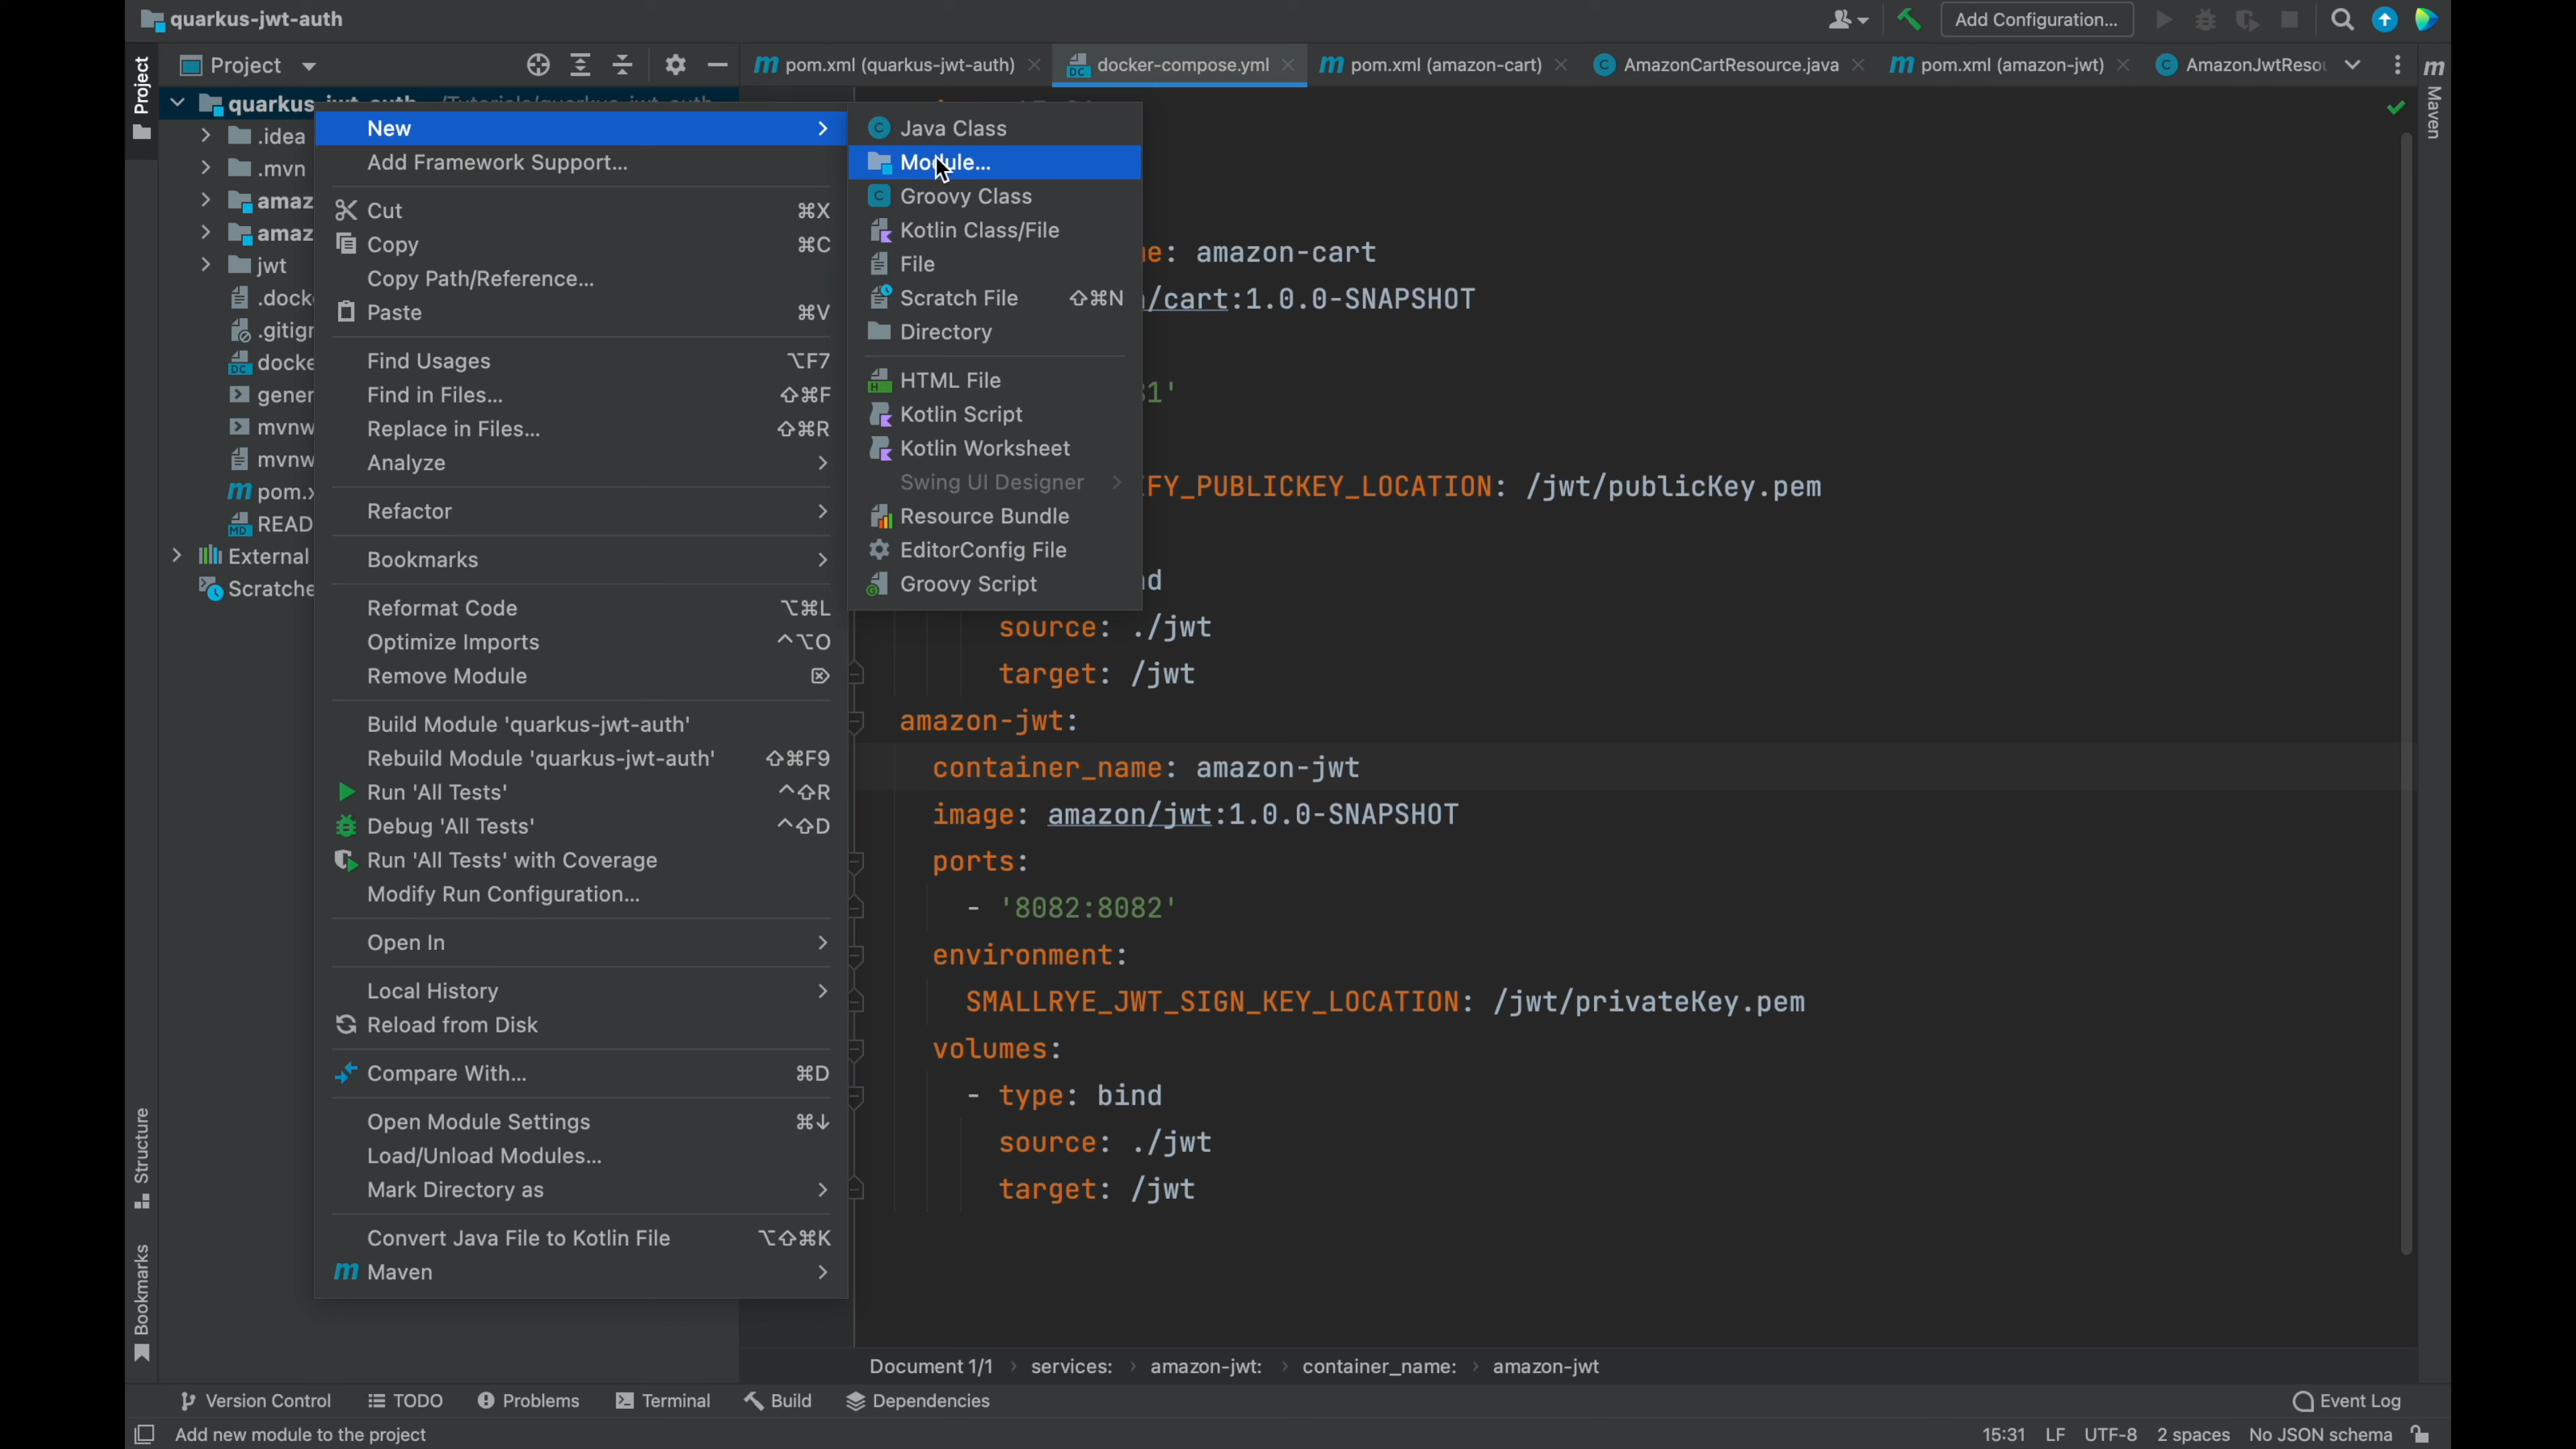 quarkus-jwt-auth
Add Configuration...
Project
pom.xml (quarkus-jwt-auth)
docker-compose.yml
pom.xml (amazon-cart)
AmazonCartResource.java
pom.xml (amazon-jwt)
AmazonJwtResou
Project
Maven
quarkus-jwt-auth ~/Tutorials/quarkus-jwt-auth
.idea
.mvn
amaz
amaz
jwt
.dock
.gitigr
docke
gener
mvnw
mvnw
pom.x
READ
External
Scratche
New
Add Framework Support...
Cut ⌘X
Copy ⌘C
Copy Path/Reference...
Paste ⌘V
Find Usages ⌥F7
Find in Files... ⇧⌘F
Replace in Files... ⇧⌘R
Analyze
Refactor
Bookmarks
Reformat Code ⌥⌘L
Optimize Imports ^⌥O
Remove Module ⌦
Build Module 'quarkus-jwt-auth'
Rebuild Module 'quarkus-jwt-auth' ⇧⌘F9
Run 'All Tests' ^⇧R
Debug 'All Tests' ^⇧D
Run 'All Tests' with Coverage
Modify Run Configuration...
Open In
Local History
Reload from Disk
Compare With... ⌘D
Open Module Settings ⌘↓
Load/Unload Modules...
Mark Directory as
Convert Java File to Kotlin File ⌥⇧⌘K
Maven
Java Class
Module...
Groovy Class
Kotlin Class/File
File
Scratch File ⇧⌘N
Directory
HTML File
Kotlin Script
Kotlin Worksheet
Swing UI Designer
Resource Bundle
EditorConfig File
Groovy Script
e: amazon-cart
/cart:1.0.0-SNAPSHOT
81'
FY_PUBLICKEY_LOCATION: /jwt/publicKey.pem
nd
source: ./jwt
target: /jwt
amazon-jwt:
container_name: amazon-jwt
image: amazon/jwt:1.0.0-SNAPSHOT
ports:
- '8082:8082'
environment:
SMALLRYE_JWT_SIGN_KEY_LOCATION: /jwt/privateKey.pem
volumes:
- type: bind
source: ./jwt
target: /jwt
Structure
Bookmarks
Document 1/1 › services: › amazon-jwt: › container_name: › amazon-jwt
Version Control
TODO
Problems
Terminal
Build
Dependencies
Event Log
Add new module to the project
15:31 LF UTF-8 2 spaces No JSON schema